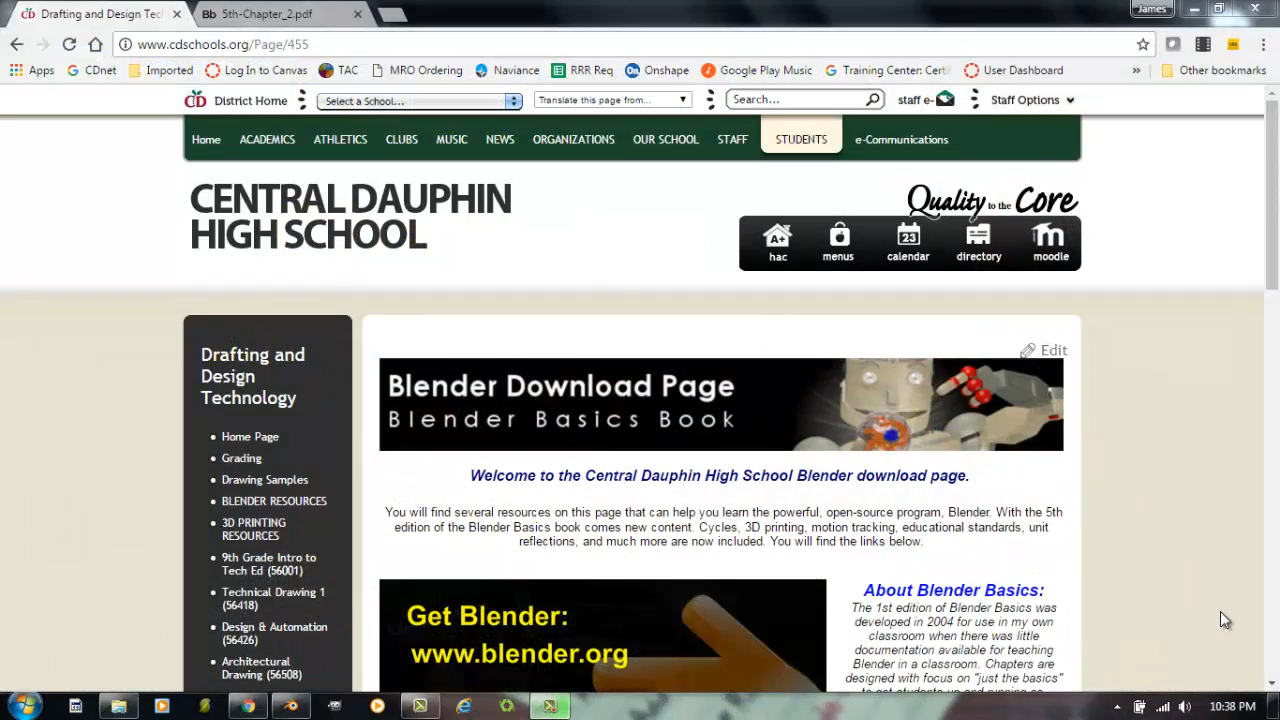 Drafting and Design Tec
Bb 5th-Chapter_2.pdf
James
www.cdschools.org/Page/455
Apps
CDnet
Imported
Log In to Canvas
TAC
MRO Ordering
Naviance
RRR Req
On Onshape
Google Play Music
Training Center: Certi
User Dashboard
»
Other bookmarks
CD District Home
Select a School...
Translate this page from...
Search...
staff e-
Staff Options
Home
ACADEMICS
ATHLETICS
CLUBS
MUSIC
NEWS
ORGANIZATIONS
OUR SCHOOL
STAFF
STUDENTS
e-Communications
CENTRAL DAUPHIN
HIGH SCHOOL
Quality to the Core
A+
23
hac
menus
calendar
directory
moodle
Drafting and
Design
Technology
Home Page
Grading
Drawing Samples
BLENDER RESOURCES
3D PRINTING
RESOURCES
9th Grade Intro to
Tech Ed (56001)
Technical Drawing 1
(56418)
Design & Automation
(56426)
Architectural
Drawing (56508)
Edit
Blender Download Page
Blender Basics Book
Welcome to the Central Dauphin High School Blender download page.
You will find several resources on this page that can help you learn the powerful, open-source program, Blender. With the 5th
edition of the Blender Basics book comes new content. Cycles, 3D printing, motion tracking, educational standards, unit
reflections, and much more are now included. You will find the links below.
Get Blender:
www.blender.org
About Blender Basics:
The 1st edition of Blender Basics was
developed in 2004 for use in my own
classroom when there was little
documentation available for teaching
Blender in a classroom. Chapters are
designed with focus on "just the basics"
to get students up and running as
10:38 PM